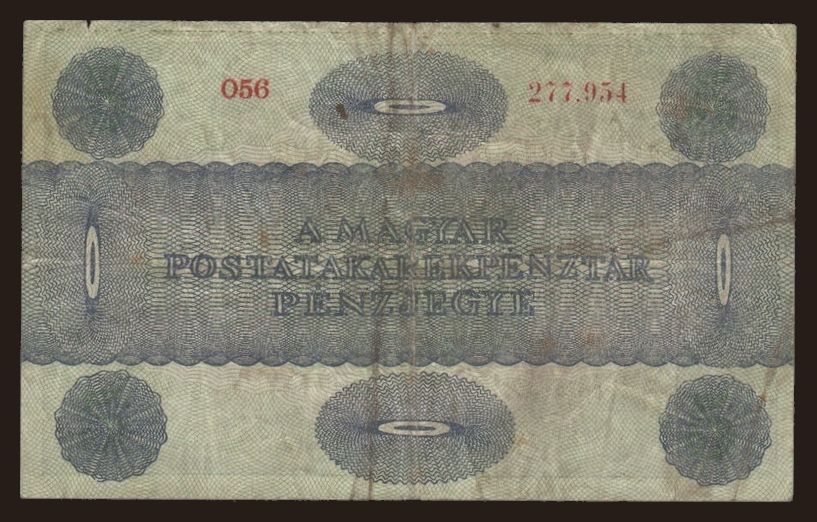 056 277.954
A MAGYAR
POSTATAKARÉKPÉNZTÁR
PÉNZJEGYE